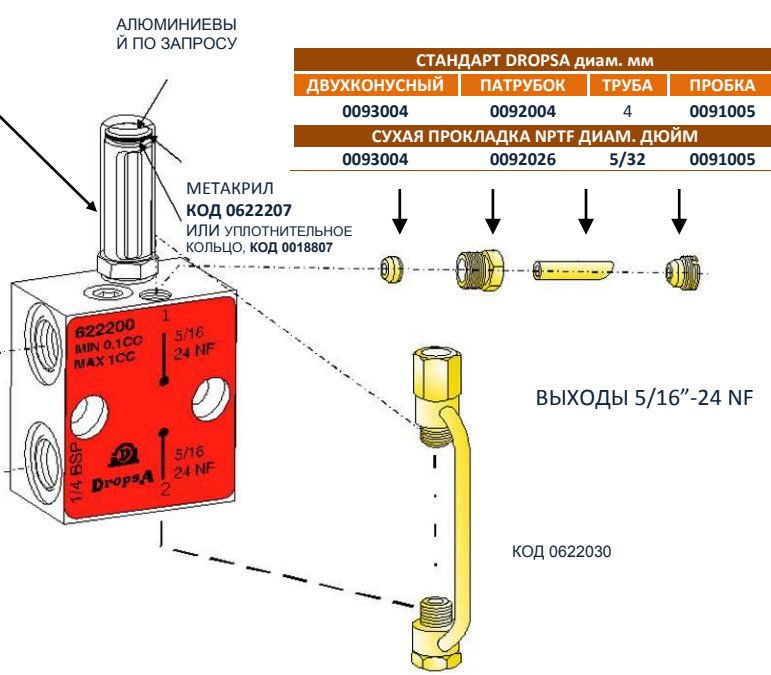 АЛЮМИНИЕВЫ
Й ПО ЗАПРОСУ
СТАНДАРТ DROPSA диам. мм
ДВУХКОНУСНЫЙ ПАТРУБОК ТРУБА ПРОБКА
0093004 0092004 4 0091005
СУХАЯ ПРОКЛАДКА NPTF ДИАМ. ДЮЙМ
0093004 0092026 5/32 0091005
МЕТАКРИЛ
КОД 0622207
ИЛИ УПЛОТНИТЕЛЬНОЕ
КОЛЬЦО, КОД 0018807
622200
MIN 0.1CC
MAX 1CC
1
5/16
24 NF
5/16
24 NF
2
1/4 BSP
DropsA
ВЫХОДЫ 5/16”-24 NF
КОД 0622030